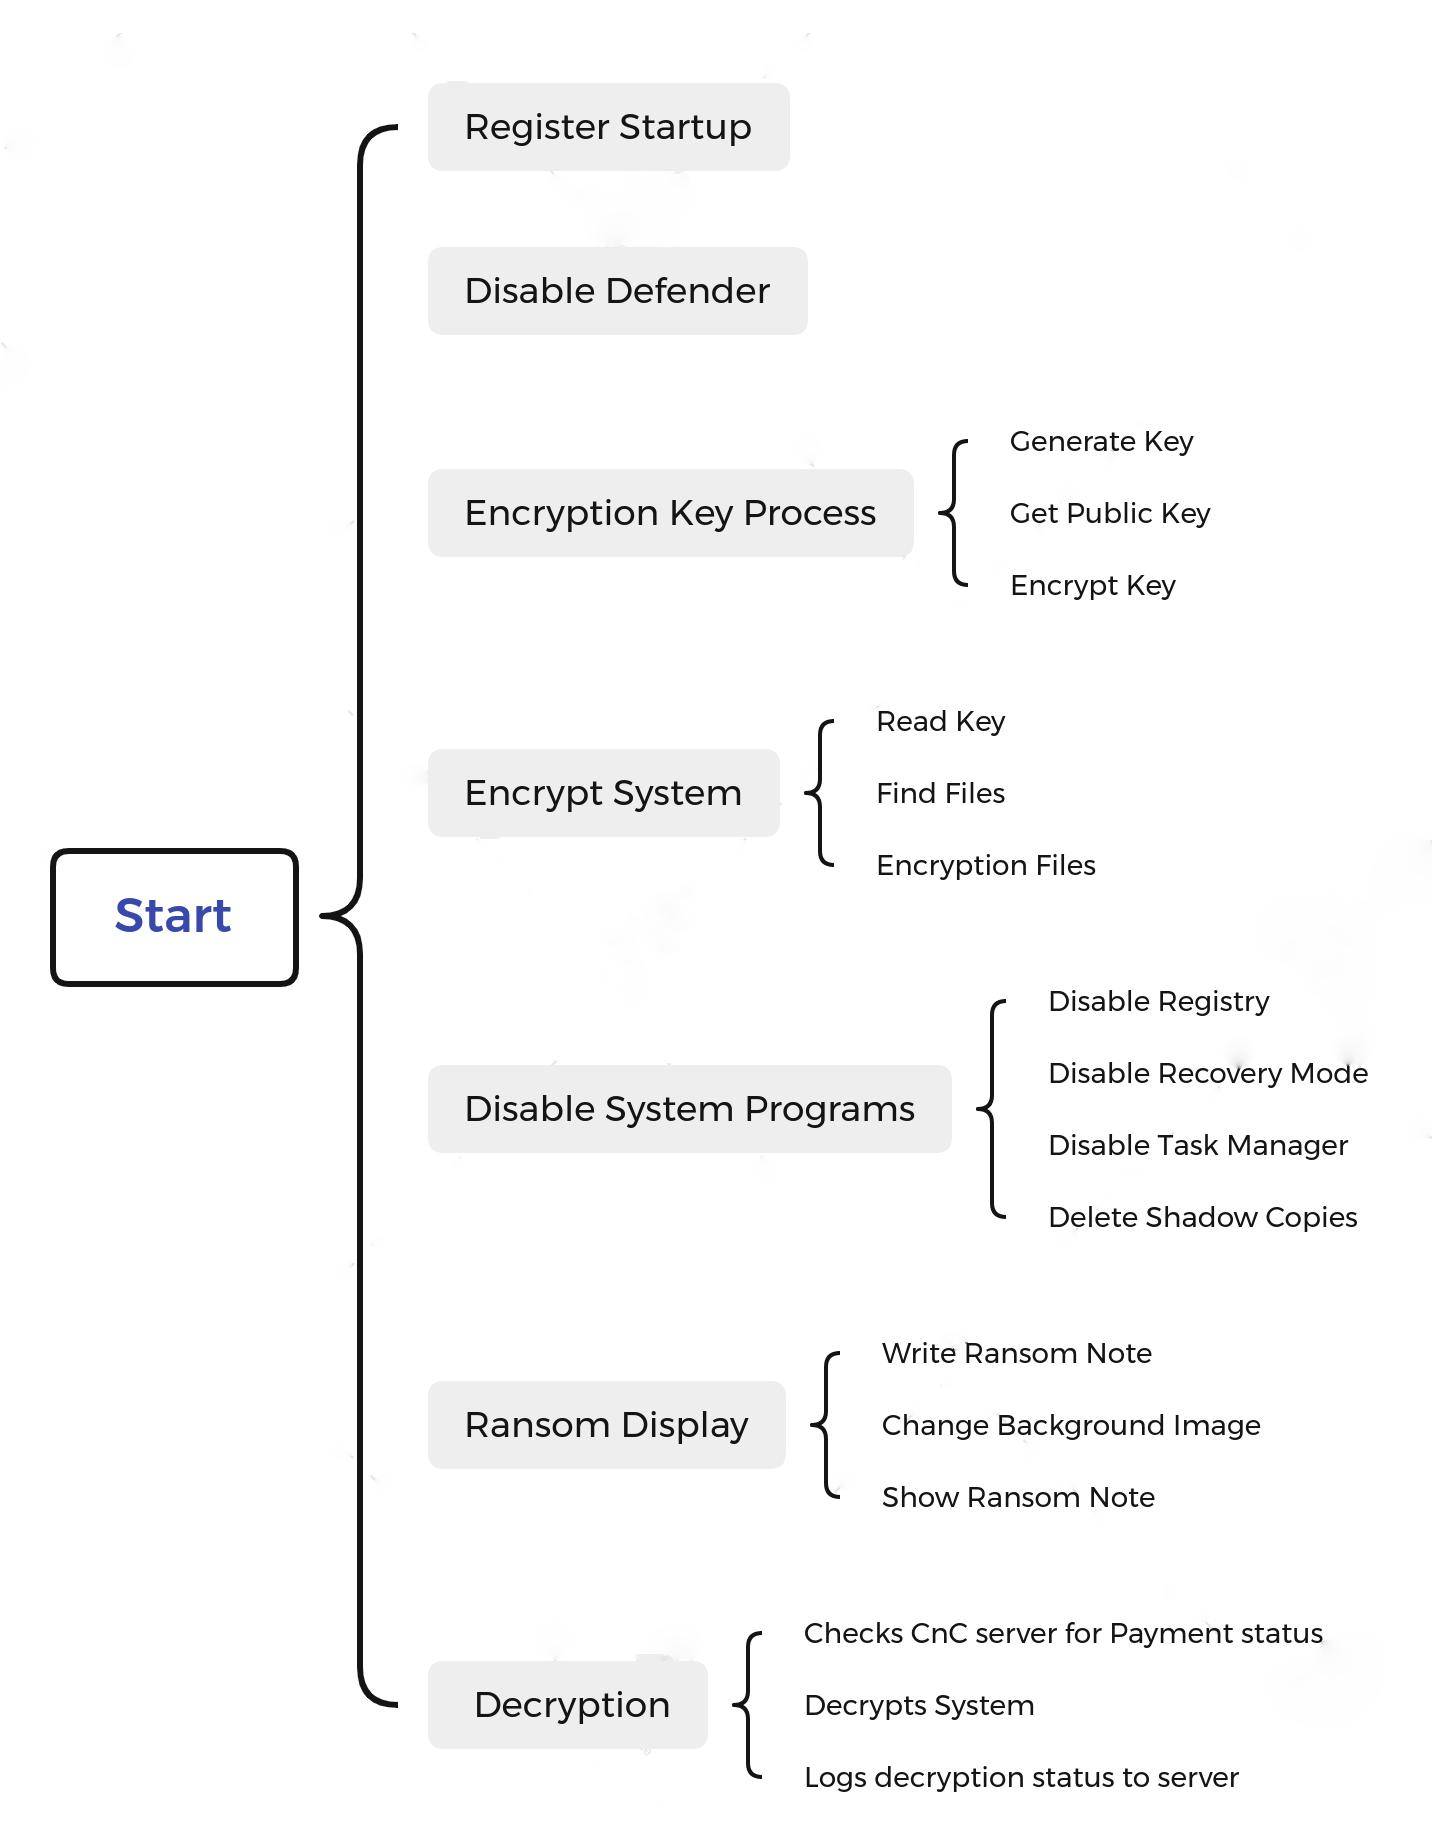 Start
Register Startup
Disable Defender
Encryption Key Process
Generate Key
Get Public Key
Encrypt Key
Encrypt System
Read Key
Find Files
Encryption Files
Disable System Programs
Disable Registry
Disable Recovery Mode
Disable Task Manager
Delete Shadow Copies
Ransom Display
Write Ransom Note
Change Background Image
Show Ransom Note
Decryption
Checks CnC server for Payment status
Decrypts System
Logs decryption status to server